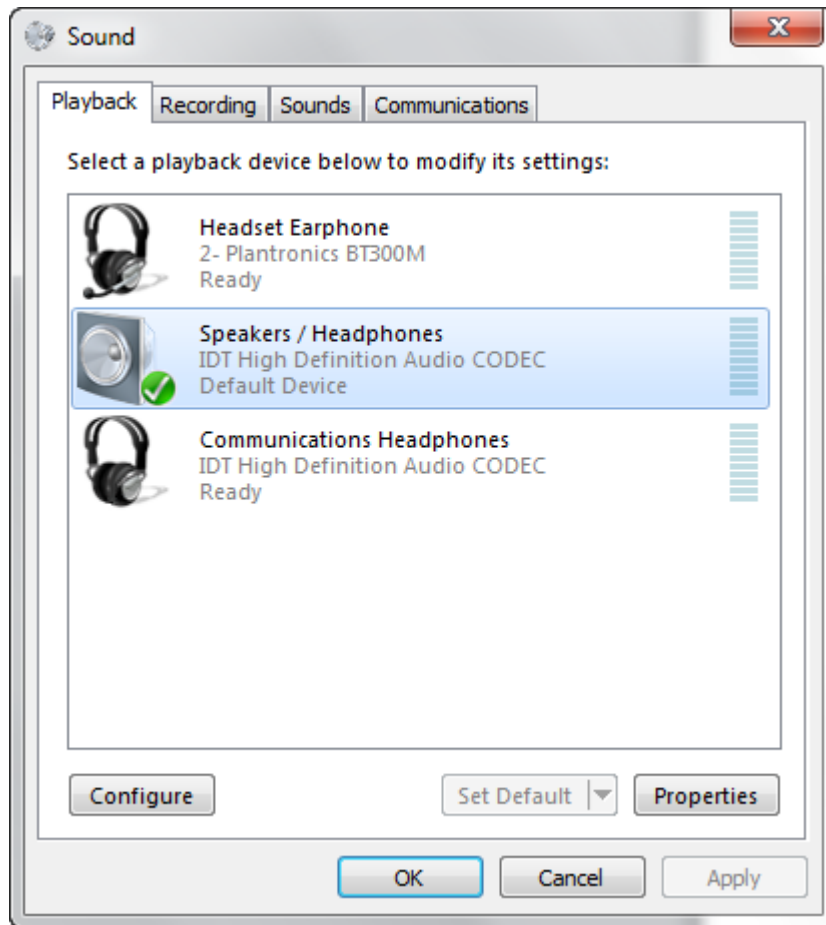 Sound
Playback Recording Sounds Communications
Select a playback device below to modify its settings:
Headset Earphone
2- Plantronics BT300M
Ready
Speakers / Headphones
IDT High Definition Audio CODEC
Default Device
Communications Headphones
IDT High Definition Audio CODEC
Ready
Configure Set Default Properties
OK Cancel Apply